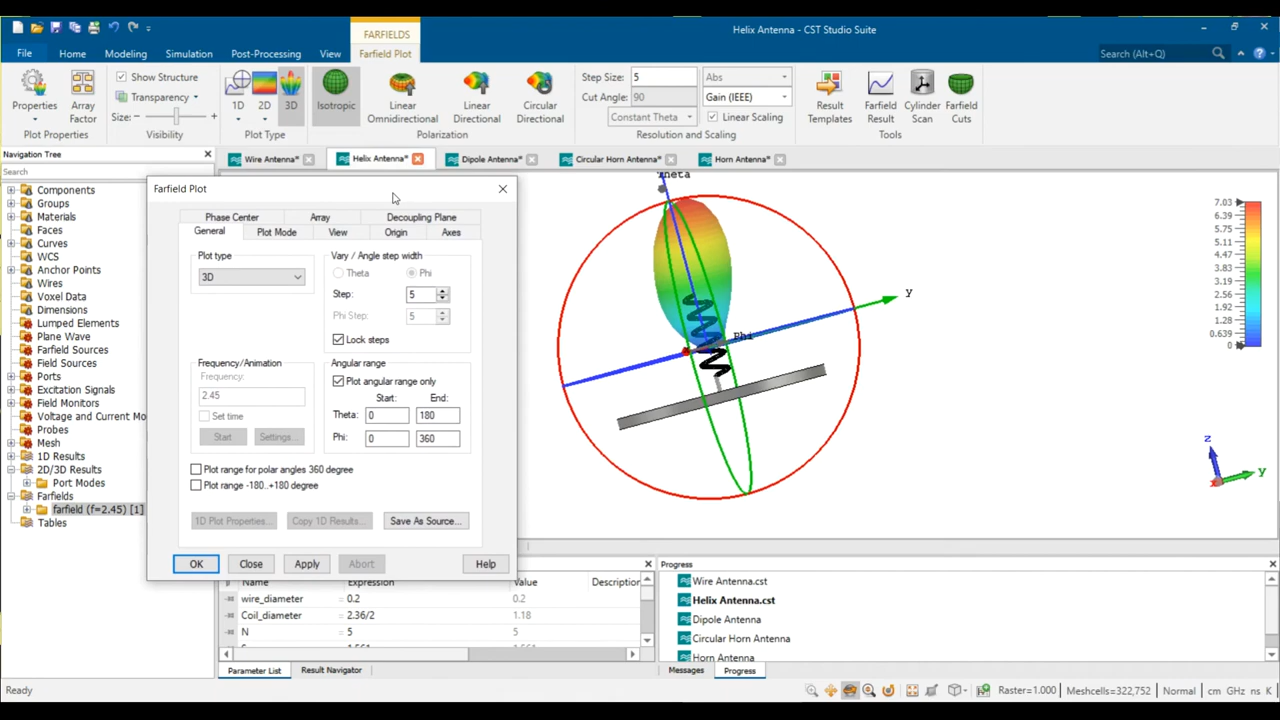 FARFIELDS
Helix Antenna - CST Studio Suite
File Home Modeling Simulation Post-Processing View Farfield Plot Search (Alt+Q)
Properties
Array Factor
Plot Properties
Show Structure
Transparency
Size: - +
Visibility
1D 2D 3D
Plot Type
Isotropic
Linear Omnidirectional
Linear Directional
Circular Directional
Polarization
Step Size: 5 Abs
Cut Angle: 90 Gain (IEEE)
Constant Theta Linear Scaling
Resolution and Scaling
Result Templates
Farfield Result
Cylinder Scan
Farfield Cuts
Tools
Navigation Tree
Wire Antenna* Helix Antenna* Dipole Antenna* Circular Horn Antenna* Horn Antenna*
Search
Components
Groups
Materials
Faces
Curves
WCS
Anchor Points
Wires
Voxel Data
Dimensions
Lumped Elements
Plane Wave
Farfield Sources
Field Sources
Ports
Excitation Signals
Field Monitors
Voltage and Current Mo
Probes
Mesh
1D Results
2D/3D Results
Port Modes
Farfields
farfield (f=2.45) [1]
Tables
Farfield Plot
Phase Center Array Decoupling Plane
General Plot Mode View Origin Axes
Plot type
3D
Vary / Angle step width
Theta Phi
Step: 5
Phi Step: 5
Lock steps
Frequency/Animation
Frequency:
2.45
Set time
Start Settings...
Angular range
Plot angular range only
Start: End:
Theta: 0 180
Phi: 0 360
Plot range for polar angles 360 degree
Plot range -180..+180 degree
1D Plot Properties... Copy 1D Results... Save As Source...
OK Close Apply Abort Help
Theta
Phi
y
7.03
6.39
5.75
5.11
4.47
3.83
3.19
2.56
1.92
1.28
0.639
0
z
y
Name Expression Value Description
wire_diameter = 0.2 0.2
Coil_diameter = 2.36/2 1.18
N = 5 5
Parameter List Result Navigator
Progress
Wire Antenna.cst
Helix Antenna.cst
Dipole Antenna
Circular Horn Antenna
Horn Antenna
Messages Progress
Ready
Raster=1.000 Meshcells=322,752 Normal cm GHz ns K